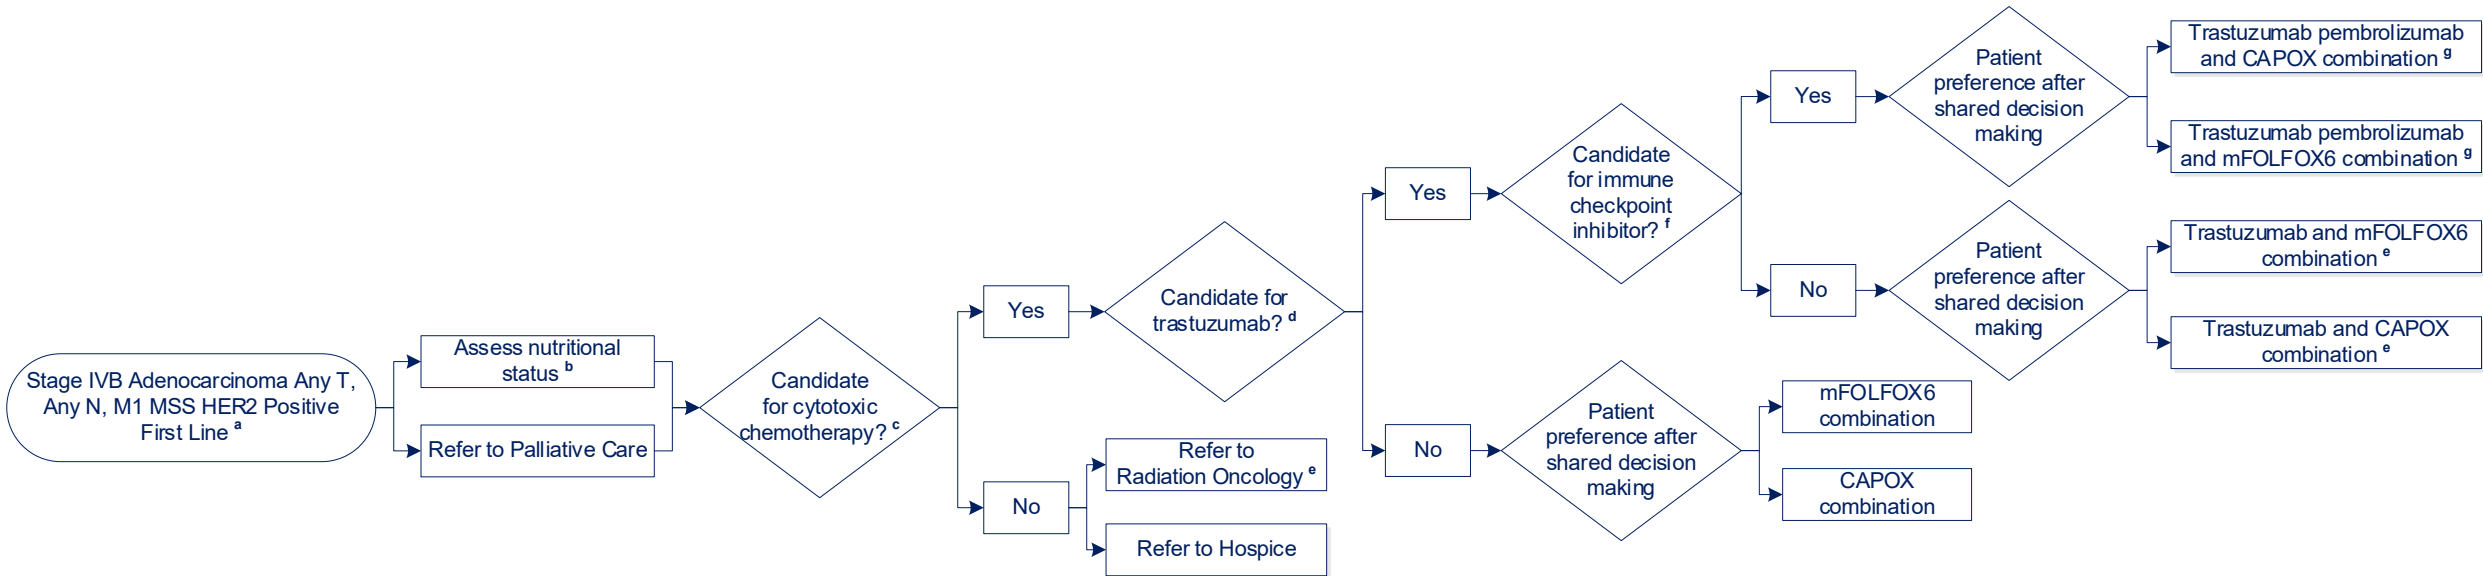 Stage IVB Adenocarcinoma Any T,
Any N, M1 MSS HER2 Positive
First Line a
Assess nutritional
status b
Refer to Palliative Care
Candidate
for cytotoxic
chemotherapy? c
Yes
No
Candidate for
trastuzumab? d
Refer to
Radiation Oncology e
Refer to Hospice
Yes
No
Candidate
for immune
checkpoint
inhibitor? f
Patient
preference after
shared decision
making
Yes
No
mFOLFOX6
combination
CAPOX
combination
Patient
preference after
shared decision
making
Patient
preference after
shared decision
making
Trastuzumab pembrolizumab
and CAPOX combination g
Trastuzumab pembrolizumab
and mFOLFOX6 combination g
Trastuzumab and mFOLFOX6
combination e
Trastuzumab and CAPOX
combination e